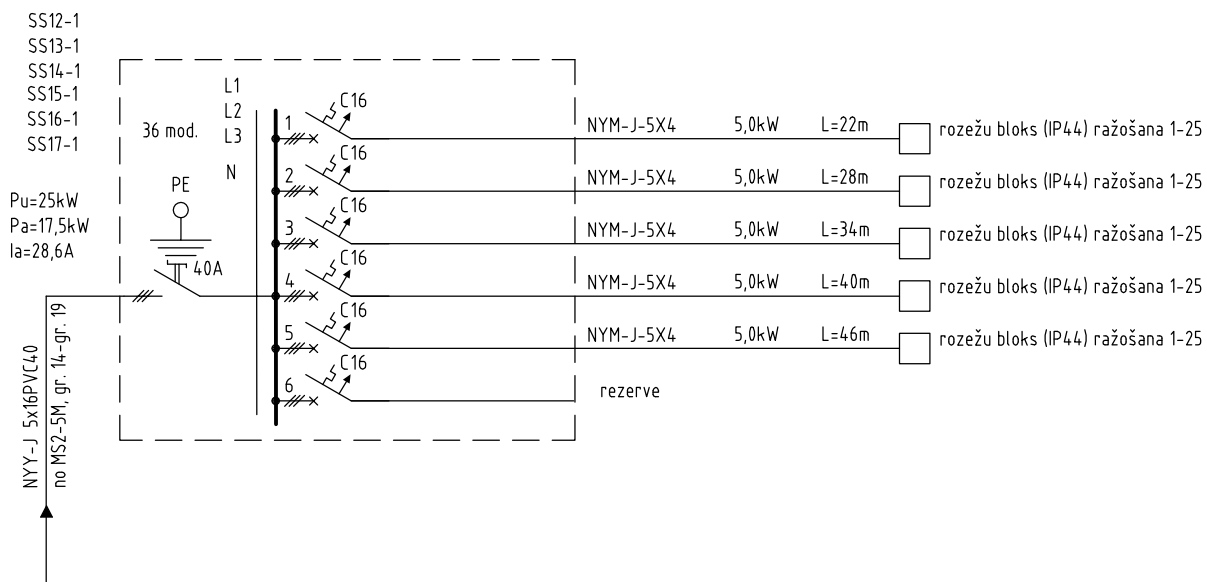 SS12-1
SS13-1
SS14-1
SS15-1
SS16-1
SS17-1
36 mod.
L1
L2
L3
N
PE
40A
Pu=25kW
Pa=17,5kW
Ia=28,6A
NYY-J 5x16PVC40
no MS2-5M, gr. 14-gr. 19
1 C16 NYM-J-5X4 5,0kW L=22m rozežu bloks (IP44) ražošana 1-25
2 C16 NYM-J-5X4 5,0kW L=28m rozežu bloks (IP44) ražošana 1-25
3 C16 NYM-J-5X4 5,0kW L=34m rozežu bloks (IP44) ražošana 1-25
4 C16 NYM-J-5X4 5,0kW L=40m rozežu bloks (IP44) ražošana 1-25
5 C16 NYM-J-5X4 5,0kW L=46m rozežu bloks (IP44) ražošana 1-25
6 C16 rezerve